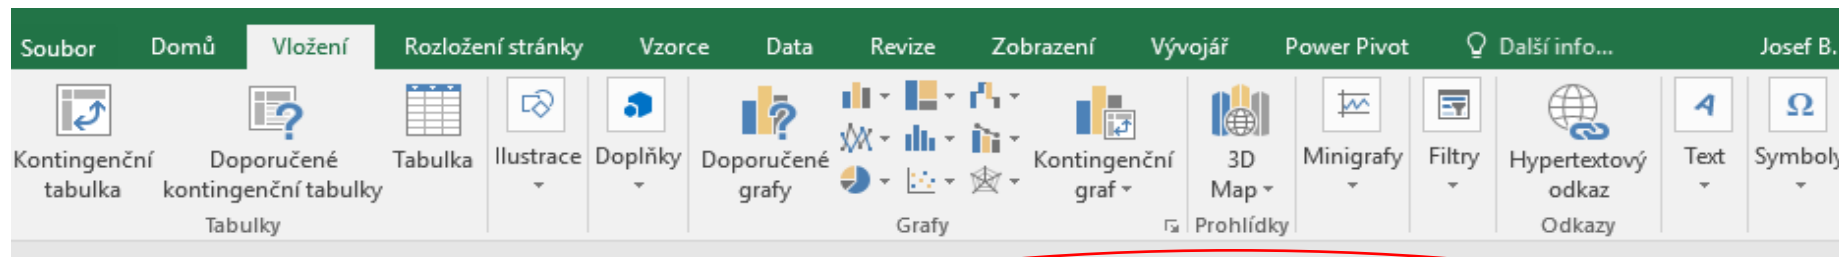 Soubor Domů Vložení Rozložení stránky Vzorce Data Revize Zobrazení Vývojář Power Pivot Další info... Josef B.
Kontingenční tabulka
Doporučené kontingenční tabulky
Tabulka
Tabulky
Ilustrace
Doplňky
Doporučené grafy
Kontingenční graf
Grafy
3D Map
Prohlídky
Minigrafy
Filtry
Hypertextový odkaz
Odkazy
Text
Symboly